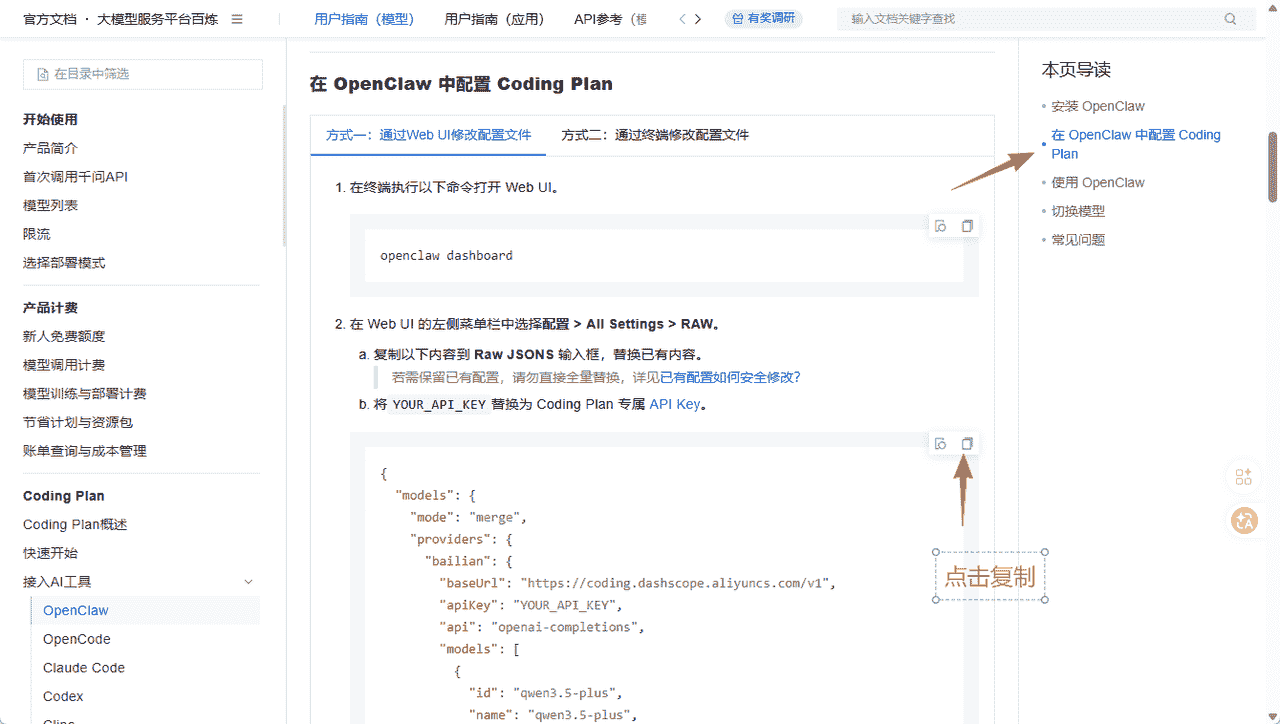 官方文档 · 大模型服务平台百炼
用户指南（模型） 用户指南（应用） API参考（模
有奖调研
输入文档关键字查找
在目录中筛选
开始使用
产品简介
首次调用千问API
模型列表
限流
选择部署模式
产品计费
新人免费额度
模型调用计费
模型训练与部署计费
节省计划与资源包
账单查询与成本管理
Coding Plan
Coding Plan概述
快速开始
接入AI工具
OpenClaw
OpenCode
Claude Code
Codex
Cline
在 OpenClaw 中配置 Coding Plan
方式一：通过Web UI修改配置文件 方式二：通过终端修改配置文件
1. 在终端执行以下命令打开 Web UI。
openclaw dashboard
2. 在 Web UI 的左侧菜单栏中选择配置 > All Settings > RAW。
a. 复制以下内容到 Raw JSONS 输入框，替换已有内容。
若需保留已有配置，请勿直接全量替换，详见已有配置如何安全修改？
b. 将 YOUR_API_KEY 替换为 Coding Plan 专属 API Key。
{
"models": {
"mode": "merge",
"providers": {
"bailian": {
"baseUrl": "https://coding.dashscope.aliyuncs.com/v1",
"apiKey": "YOUR_API_KEY",
"api": "openai-completions",
"models": [
{
"id": "qwen3.5-plus",
"name": "qwen3.5-plus",
点击复制
本页导读
安装 OpenClaw
在 OpenClaw 中配置 Coding
Plan
使用 OpenClaw
切换模型
常见问题